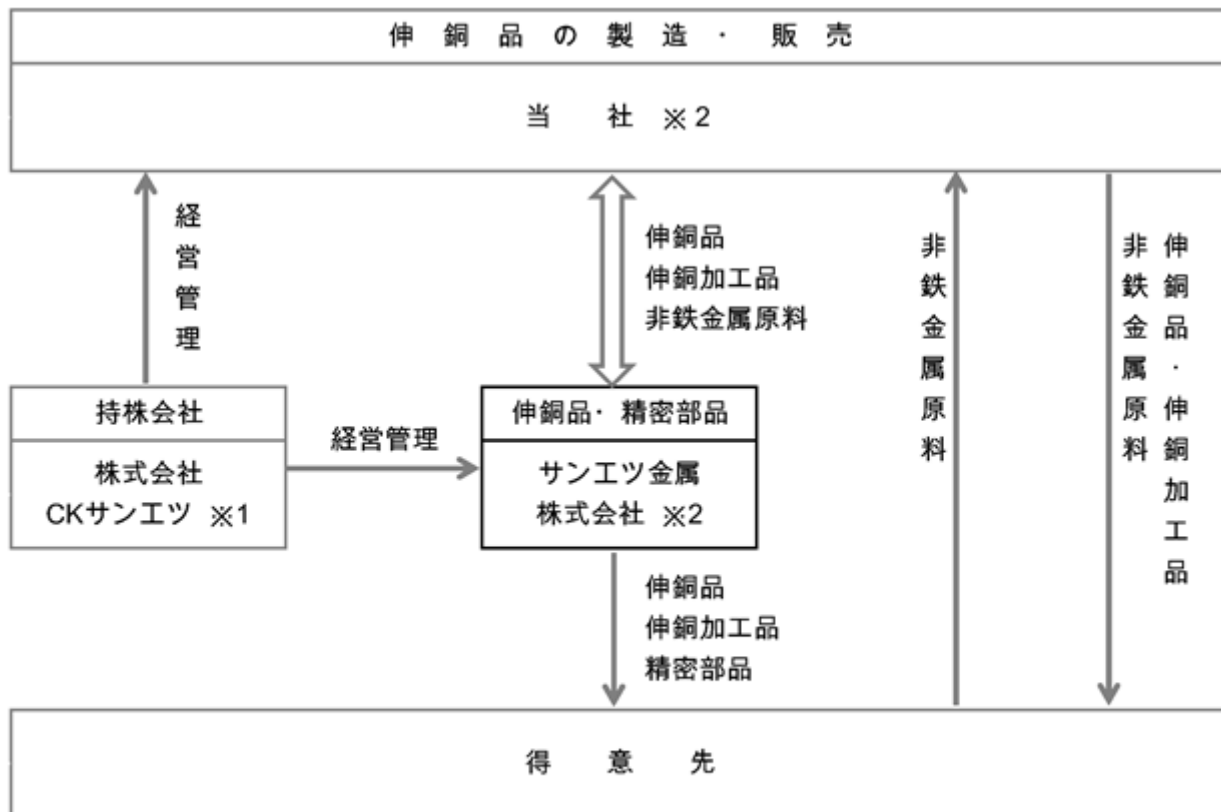 伸銅品の製造・販売
当社 ※2
経営管理
伸銅品
伸銅加工品
非鉄金属原料
非鉄金属原料
伸銅品・伸銅加工品
非鉄金属原料
持株会社
株式会社
CKサンエツ ※1
経営管理
伸銅品・精密部品
サンエツ金属
株式会社 ※2
伸銅品
伸銅加工品
精密部品
得意先